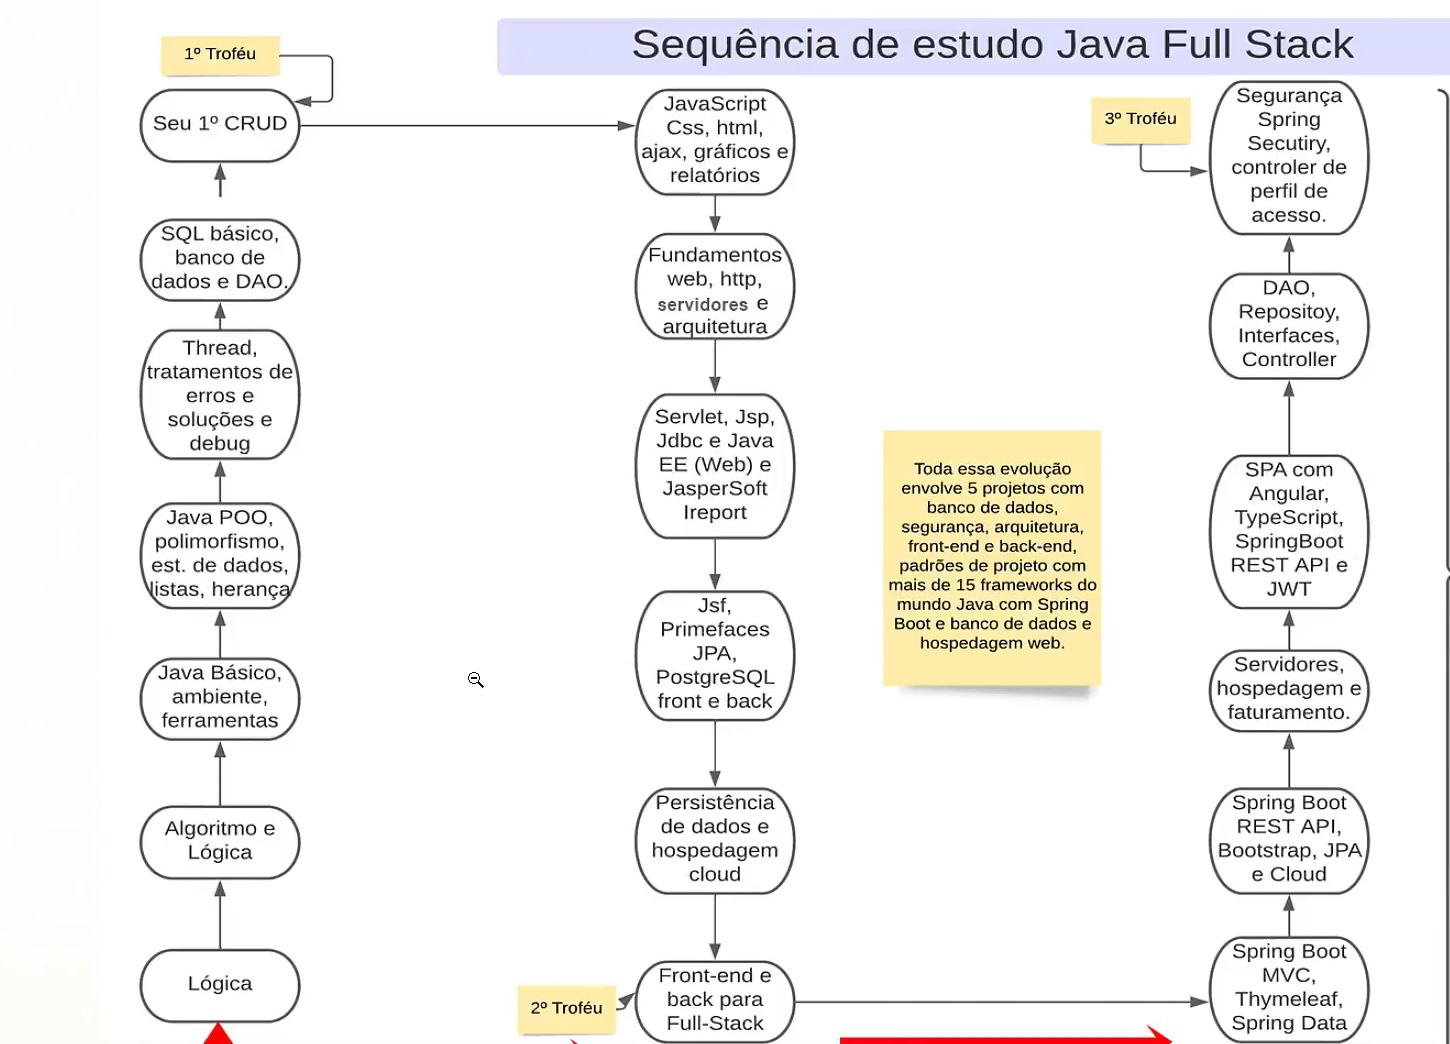 Sequência de estudo Java Full Stack
1º Troféu
Seu 1º CRUD
SQL básico,
banco de
dados e DAO.
Thread,
tratamentos de
erros e
soluções e
debug
Java POO,
polimorfismo,
est. de dados,
listas, herança
Java Básico,
ambiente,
ferramentas
Algoritmo e
Lógica
Lógica
JavaScript
Css, html,
ajax, gráficos e
relatórios
Fundamentos
web, http,
servidores e
arquitetura
Servlet, Jsp,
Jdbc e Java
EE (Web) e
JasperSoft
Ireport
Jsf,
Primefaces
JPA,
PostgreSQL
front e back
Persistência
de dados e
hospedagem
cloud
2º Troféu
Front-end e
back para
Full-Stack
Toda essa evolução
envolve 5 projetos com
banco de dados,
segurança, arquitetura,
front-end e back-end,
padrões de projeto com
mais de 15 frameworks do
mundo Java com Spring
Boot e banco de dados e
hospedagem web.
3º Troféu
Segurança
Spring
Secutiry,
controler de
perfil de
acesso.
DAO,
Repositoy,
Interfaces,
Controller
SPA com
Angular,
TypeScript,
SpringBoot
REST API e
JWT
Servidores,
hospedagem e
faturamento.
Spring Boot
REST API,
Bootstrap, JPA
e Cloud
Spring Boot
MVC,
Thymeleaf,
Spring Data